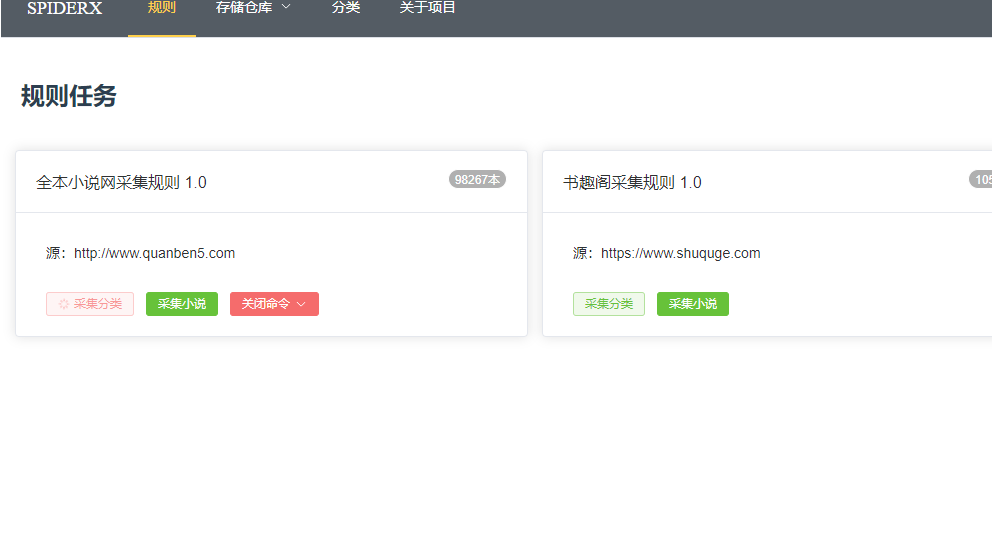 SPIDERX 规则 存储仓库 分类 关于项目
规则任务
全本小说网采集规则 1.0 98267本
源：http://www.quanben5.com
采集分类 采集小说 关闭命令
书趣阁采集规则 1.0
源：https://www.shuquge.com
采集分类 采集小说